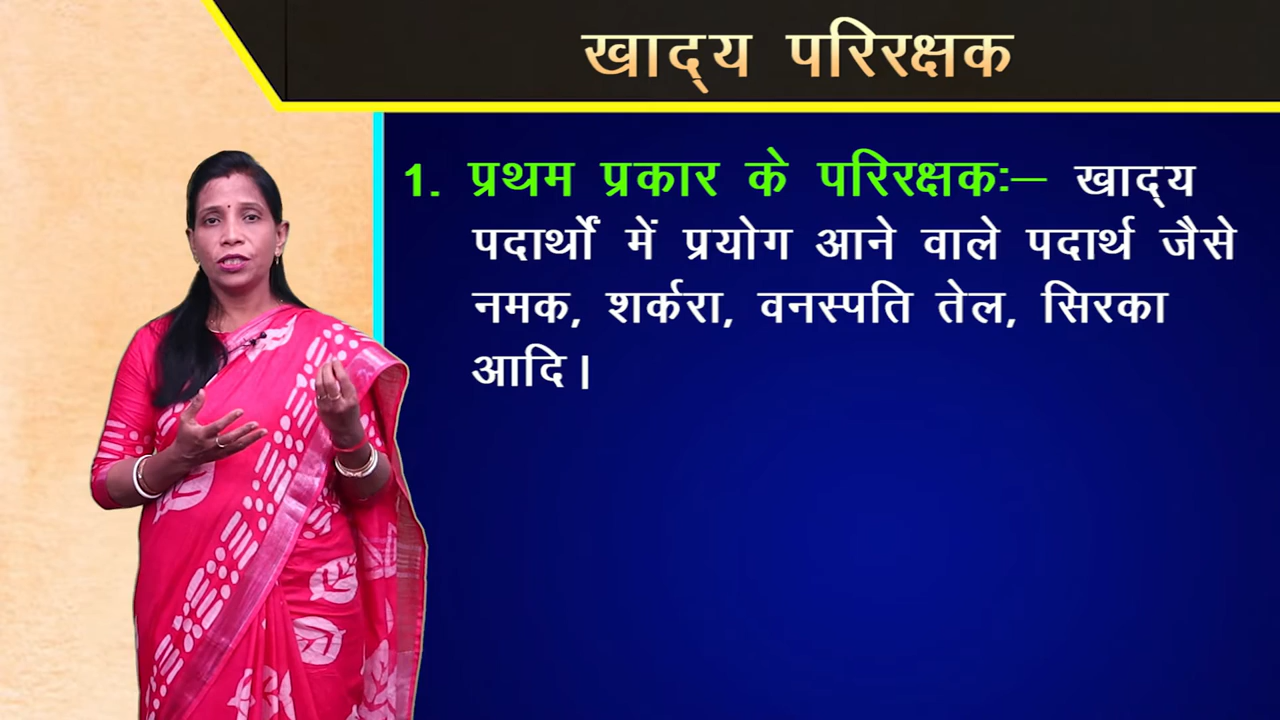 खाद्‌य परिरक्षक
1. प्रथम प्रकार के परिरक्षकः— खाद्‌य
पदार्थों में प्रयोग आने वाले पदार्थ जैसे
नमक, शर्करा, वनस्पति तेल, सिरका
आदि।